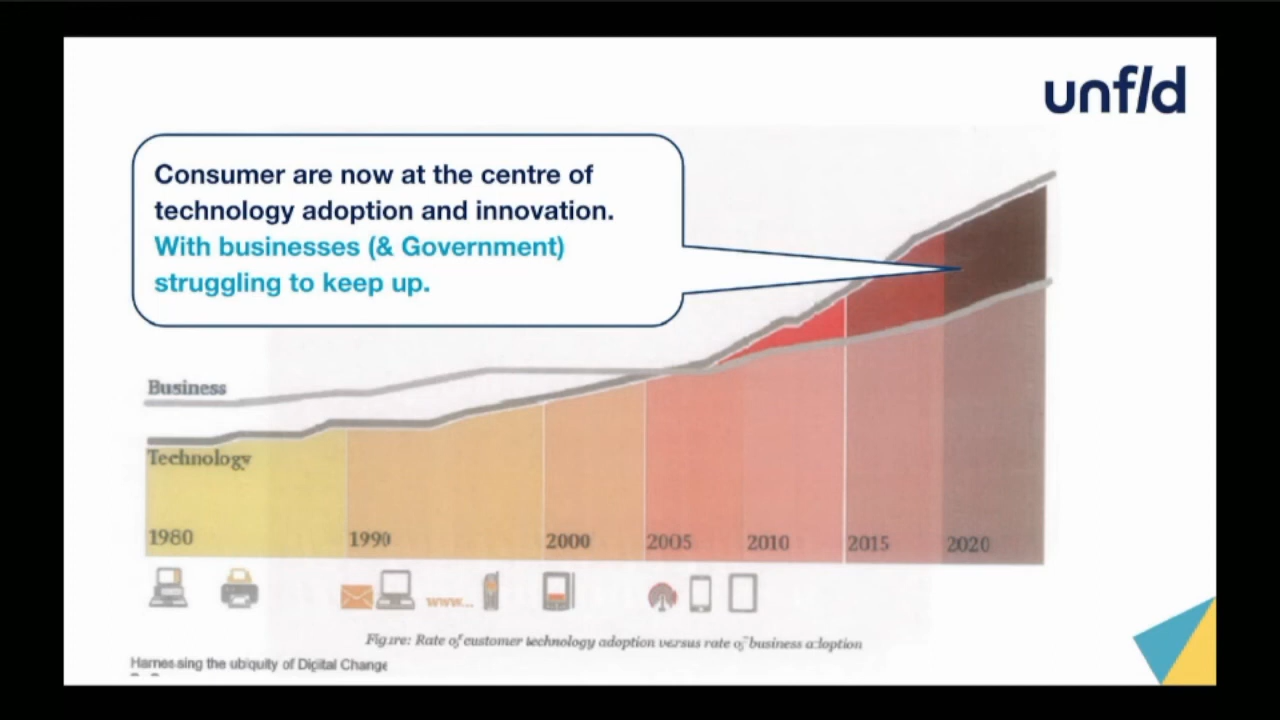 unfld
Consumer are now at the centre of
technology adoption and innovation.
With businesses (& Government)
struggling to keep up.
Business
Technology
1980
1990
2000
2005
2010
2015
2020
www...
Figure: Rate of customer technology adoption versus rate of business adoption
Harnessing the ubiquity of Digital Change